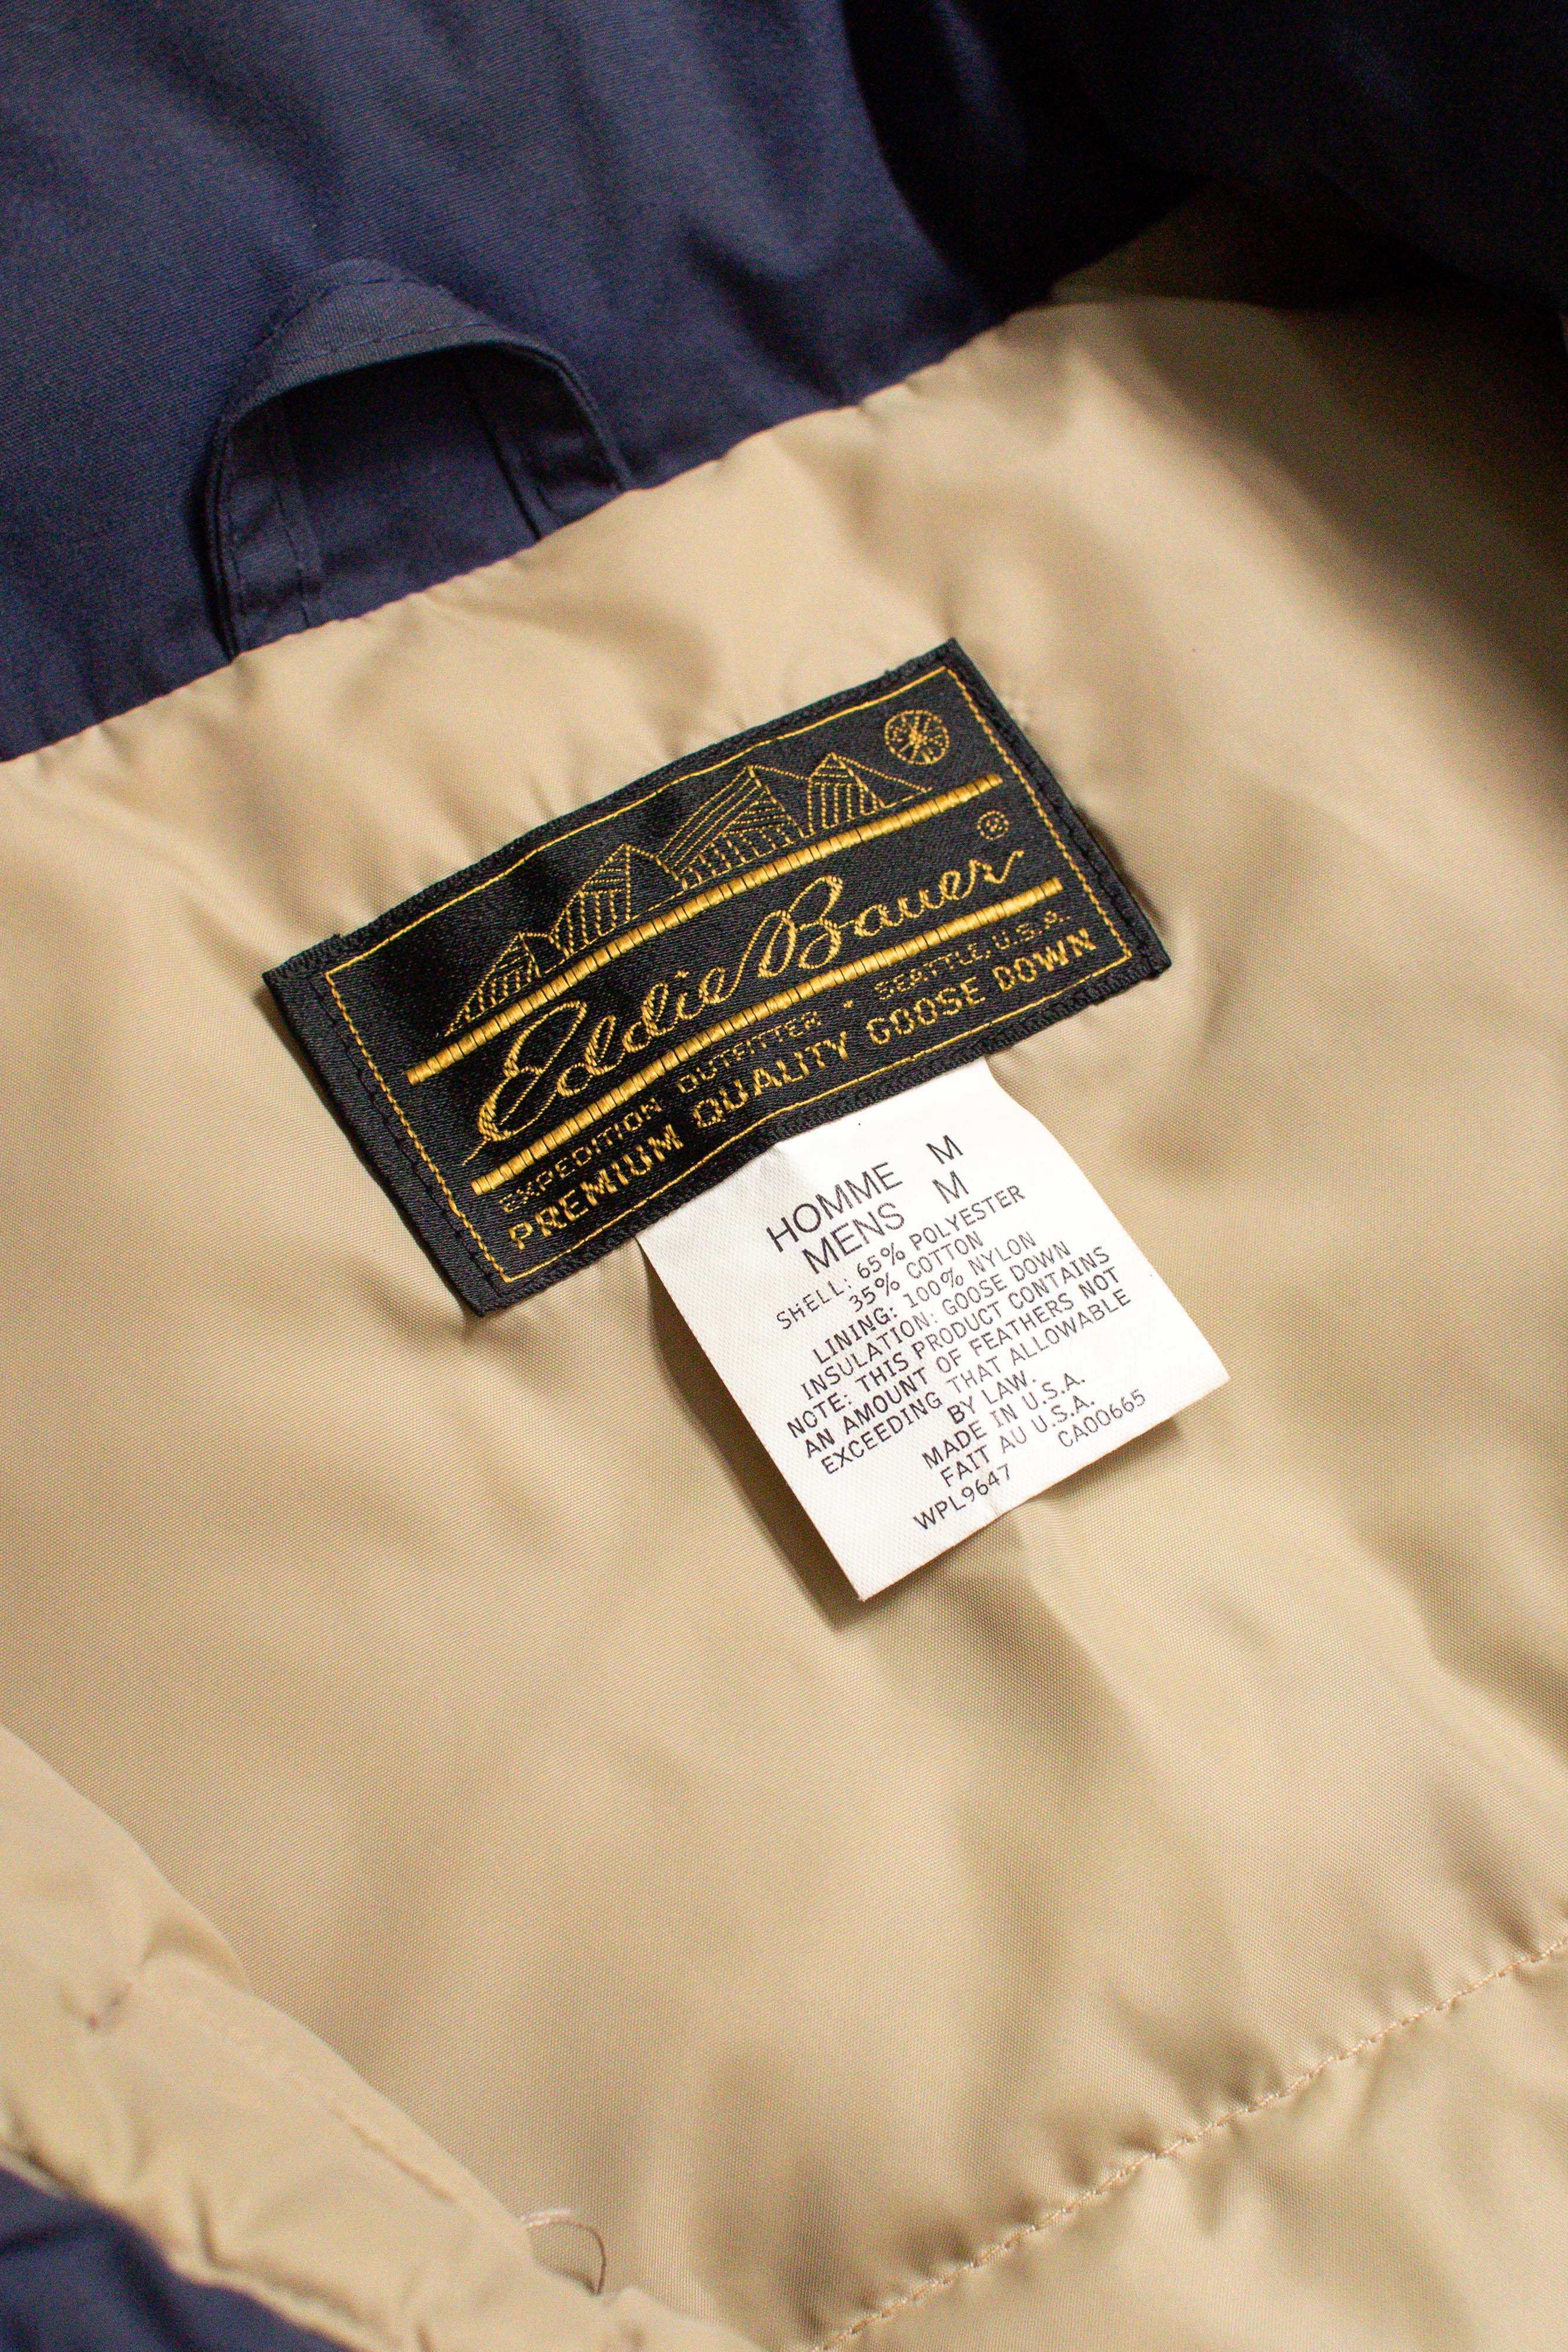 Eddie Bauer®
EXPEDITION OUTFITTER • SEATTLE, U.S.A.
PREMIUM QUALITY GOOSE DOWN
HOMME M
MENS M
SHELL: 65% POLYESTER
35% COTTON
LINING: 100% NYLON
INSULATION: GOOSE DOWN
NOTE: THIS PRODUCT CONTAINS
AN AMOUNT OF FEATHERS NOT
EXCEEDING THAT ALLOWABLE
BY LAW.
MADE IN U.S.A.
FAIT AU U.S.A.
WPL9647 CA00665